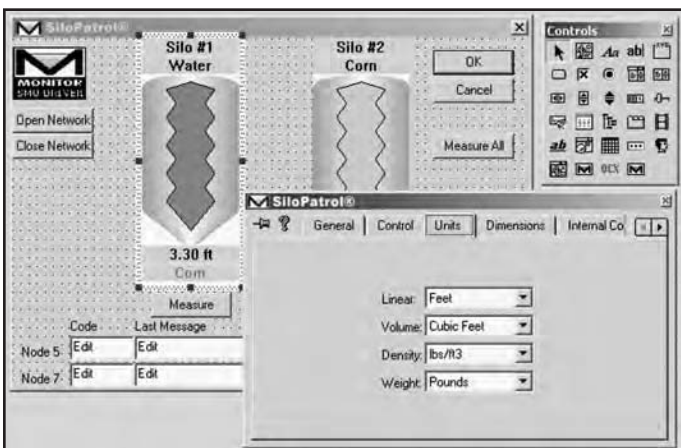 SiloPatrol®
Silo #1
Water
Silo #2
Corn
MONITOR
SMU DRIVER
Open Network
Close Network
OK
Cancel
Measure All
3.30 ft
Corn
Measure
Code
Last Message
Node 5:
Edit
Edit
Node 7:
Edit
Edit
Controls
Aa
ab|
ab
OCX
SiloPatrol®
General
Control
Units
Dimensions
Internal Co
Linear: Feet
Volume: Cubic Feet
Density: lbs/ft3
Weight: Pounds